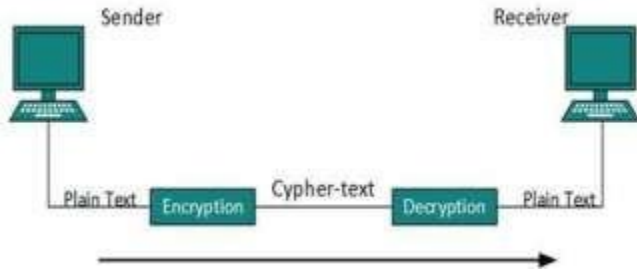 Sender
Receiver
Plain Text
Encryption
Cypher-text
Decryption
Plain Text